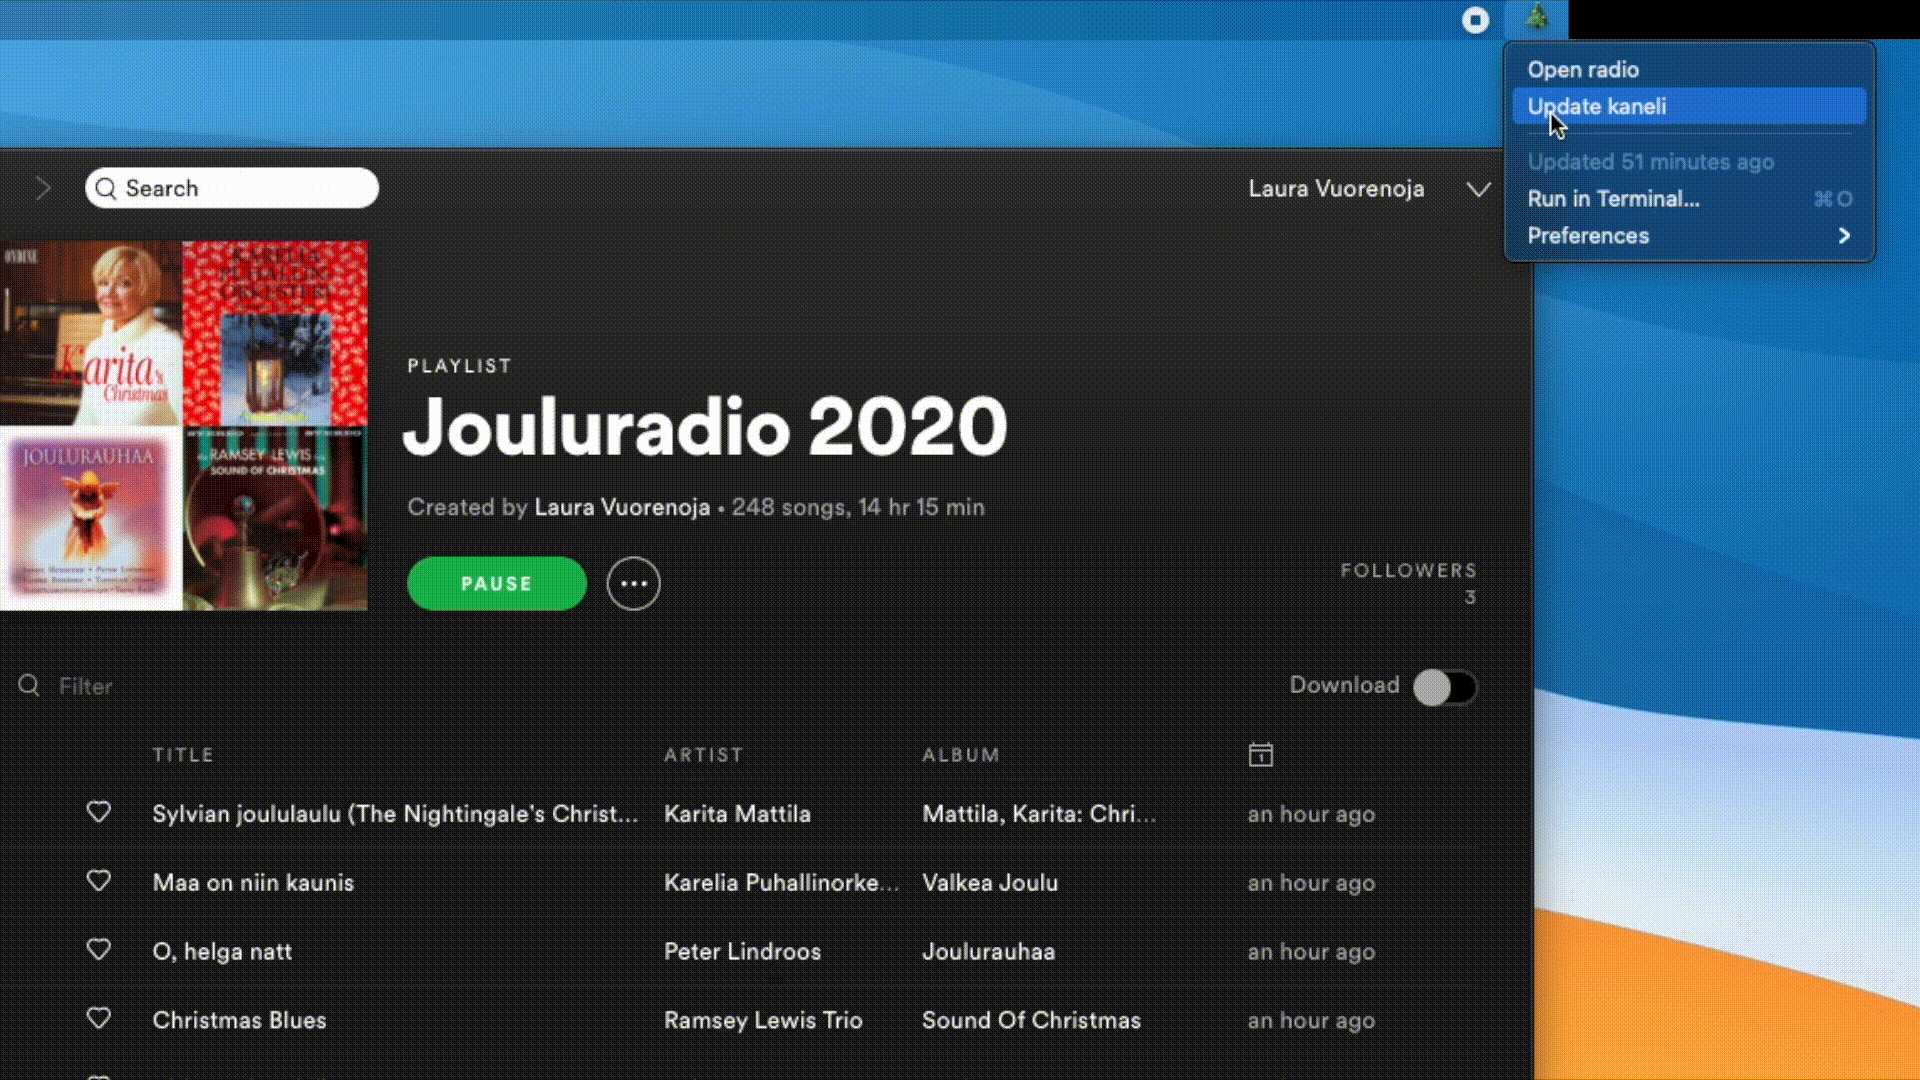 Open radio
Update kaneli
Updated 51 minutes ago
Run in Terminal... ⌘O
Preferences
Search
Laura Vuorenoja
ONDINE
Karita's
Christmas
KARELIA
PUHALLIN-
ORKESTERI
JOULURAUHAA
RAMSEY LEWIS
SOUND OF CHRISTMAS
PLAYLIST
Jouluradio 2020
Created by Laura Vuorenoja • 248 songs, 14 hr 15 min
PAUSE
FOLLOWERS
3
Filter
Download
TITLE ARTIST ALBUM
Sylvian joululaulu (The Nightingale's Christ... Karita Mattila Mattila, Karita: Chri... an hour ago
Maa on niin kaunis Karelia Puhallinorke... Valkea Joulu an hour ago
O, helga natt Peter Lindroos Joulurauhaa an hour ago
Christmas Blues Ramsey Lewis Trio Sound Of Christmas an hour ago